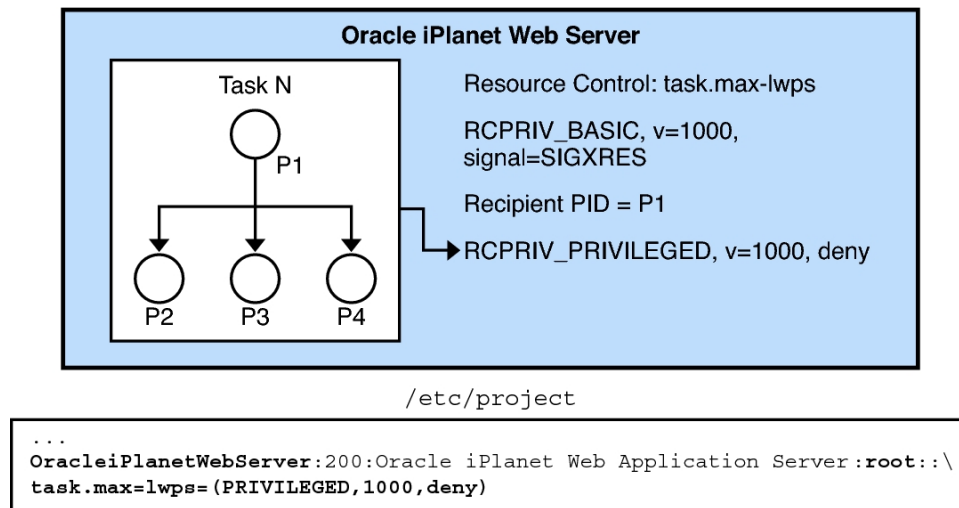 Oracle iPlanet Web Server
Task N
P1
P2 P3 P4
Resource Control: task.max-lwps
RCPRIV_BASIC, v=1000,
signal=SIGXRES
Recipient PID = P1
RCPRIV_PRIVILEGED, v=1000, deny
/etc/project
...
OracleiPlanetWebServer:200:Oracle iPlanet Web Application Server:root::\
task.max=lwps=(PRIVILEGED,1000,deny)